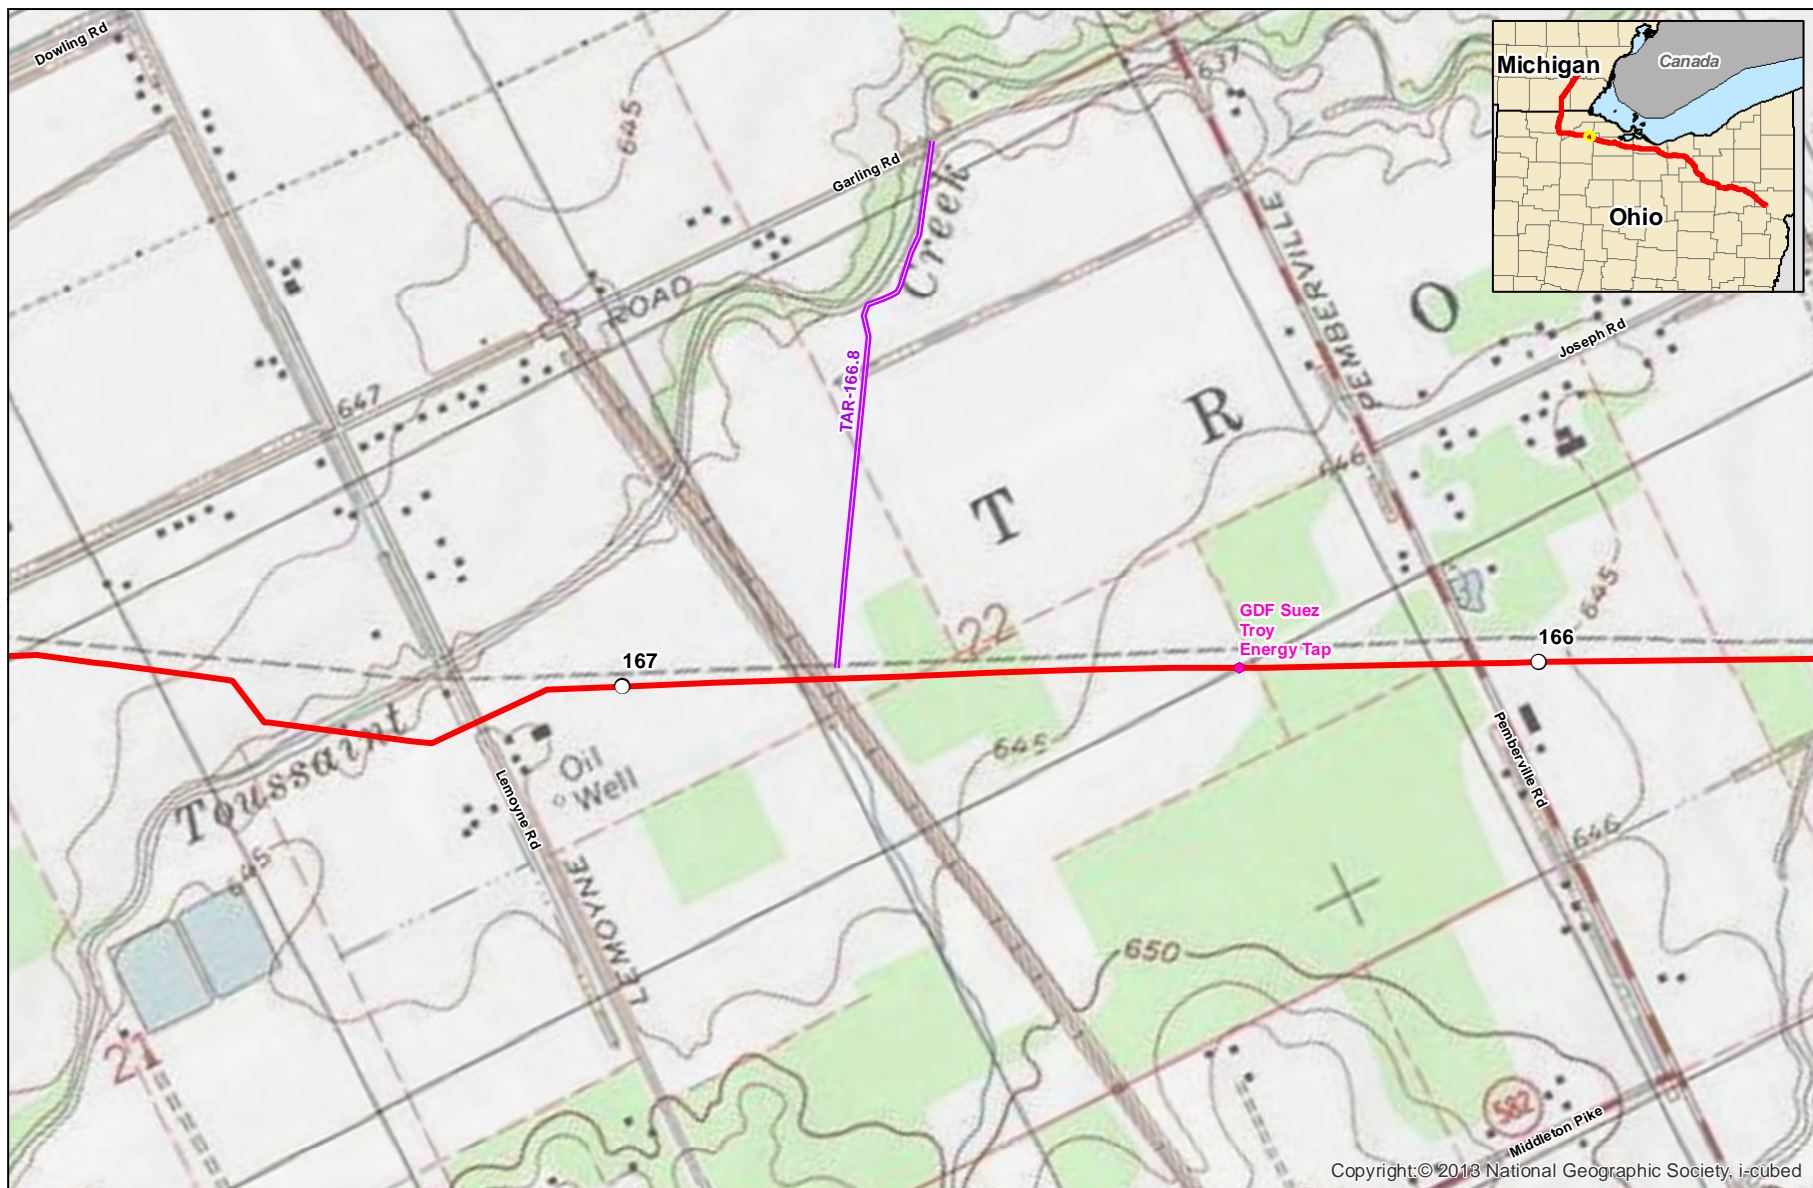 Dowling Rd
637
Michigan
Canada
Ohio
645
Garling Rd
Creek
PEMBERVILLE
ROAD
O
Joseph Rd
647
TAR-166.8
R
646
T
645
22
GDF Suez
Troy
Energy Tap
167
166
Toussaint
645
Oil
Well
Lemoyne Rd
Pemberville Rd
646
645
LEMOYNE
650
21
582
Middleton Pike
Copyright:© 2013 National Geographic Society, i-cubed